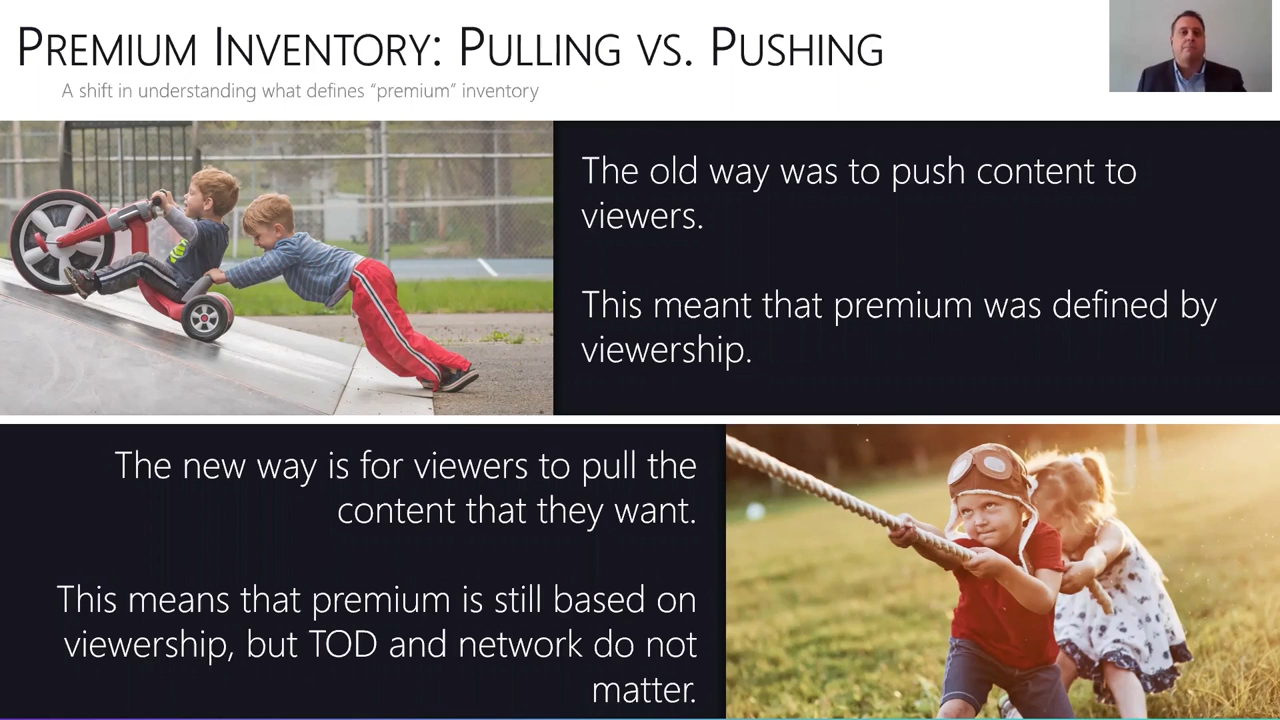 PREMIUM INVENTORY: PULLING VS. PUSHING
A shift in understanding what defines “premium” inventory
The old way was to push content to
viewers.
This meant that premium was defined by
viewership.
The new way is for viewers to pull the
content that they want.
This means that premium is still based on
viewership, but TOD and network do not
matter.